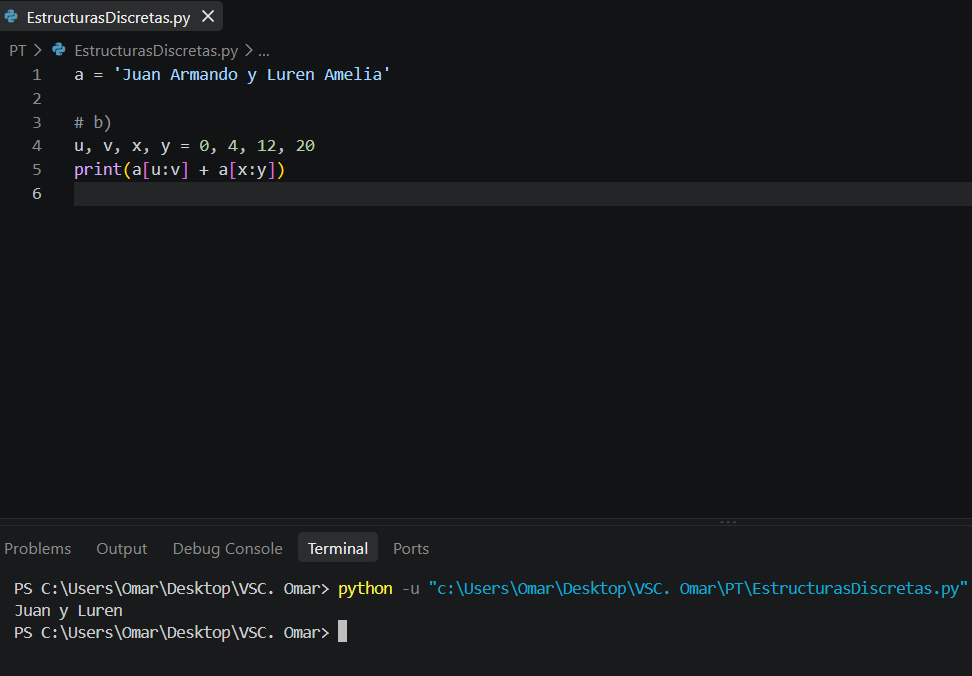 EstructurasDiscretas.py
PT > EstructurasDiscretas.py > ...
1 a = 'Juan Armando y Luren Amelia'
2
3 # b)
4 u, v, x, y = 0, 4, 12, 20
5 print(a[u:v] + a[x:y])
6
Problems Output Debug Console Terminal Ports
PS C:\Users\Omar\Desktop\VSC. Omar> python -u "c:\Users\Omar\Desktop\VSC. Omar\PT\EstructurasDiscretas.py"
Juan y Luren
PS C:\Users\Omar\Desktop\VSC. Omar>